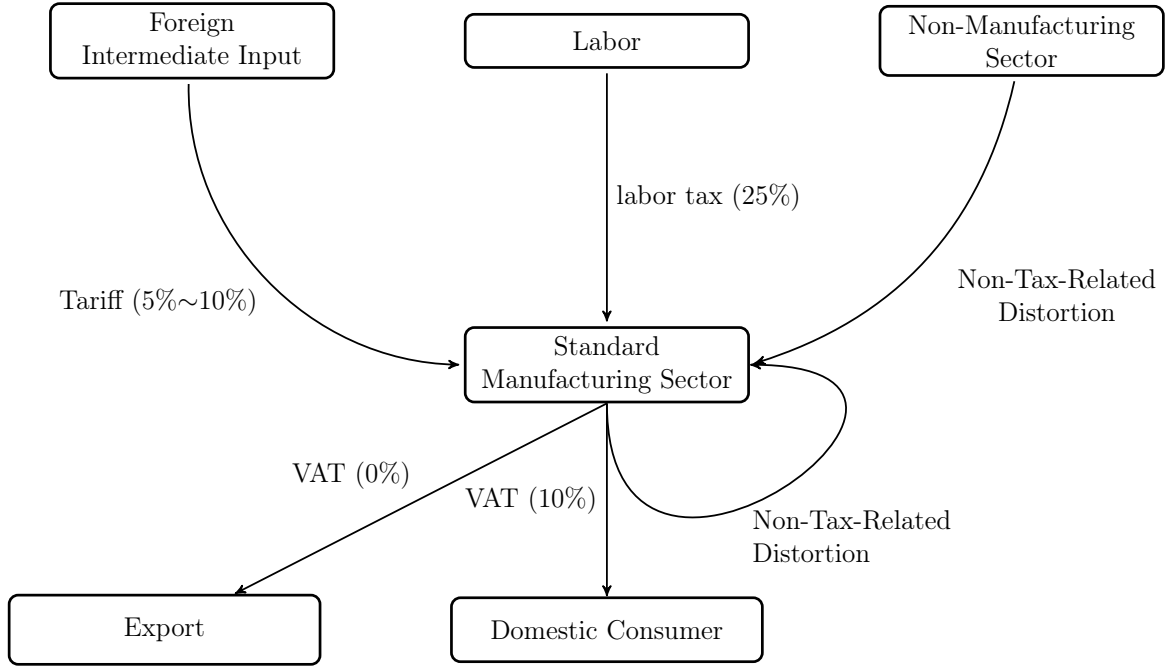 Foreign
Intermediate Input
Labor
Non-Manufacturing
Sector
labor tax (25%)
Tariff (5%~10%)
Non-Tax-Related
Distortion
Standard
Manufacturing Sector
VAT (0%)
VAT (10%)
Non-Tax-Related
Distortion
Export
Domestic Consumer